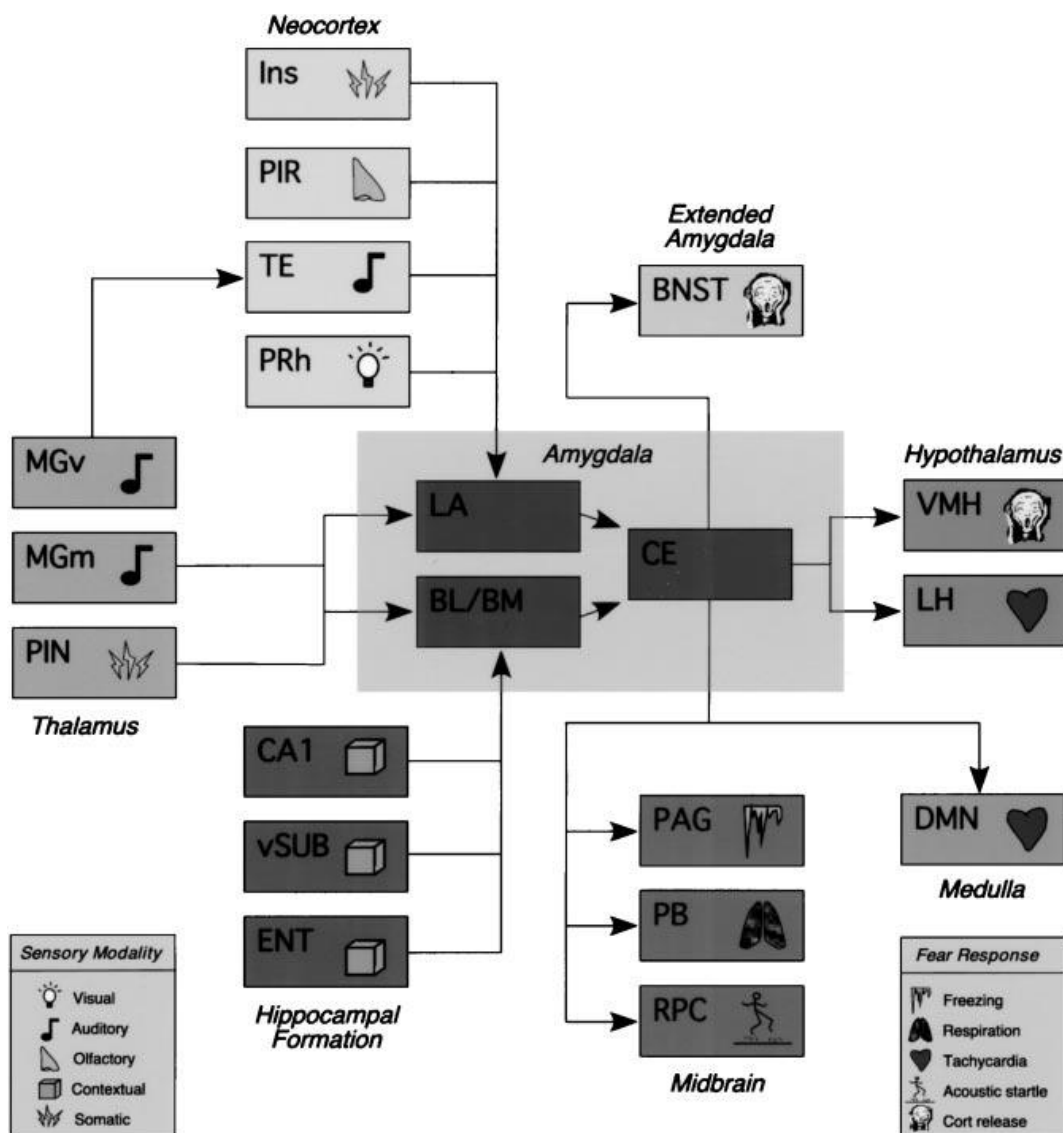 Neocortex
Ins
PIR
TE
PRh
Extended
Amygdala
BNST
MGv
MGm
PIN
Thalamus
Amygdala
LA
BL/BM
CE
Hypothalamus
VMH
LH
CA1
vSUB
ENT
Hippocampal
Formation
PAG
PB
RPC
Midbrain
DMN
Medulla
Sensory Modality
Visual
Auditory
Olfactory
Contextual
Somatic
Fear Response
Freezing
Respiration
Tachycardia
Acoustic startle
Cort release